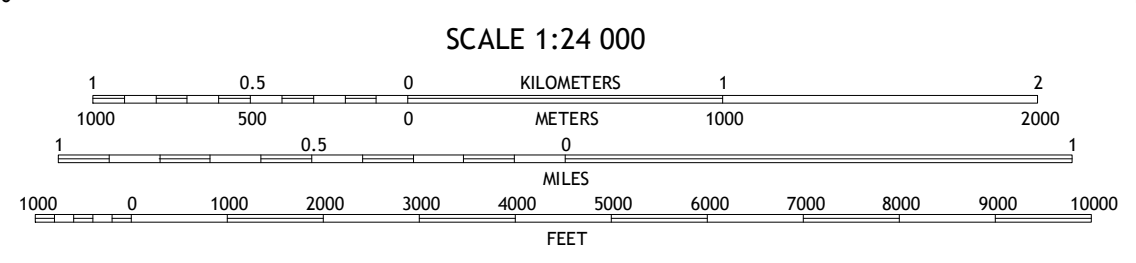 SCALE 1:24 000
1 0.5 0 KILOMETERS 1 2
1000 500 0 METERS 1000 2000
1 0.5 0 1
MILES
1000 0 1000 2000 3000 4000 5000 6000 7000 8000 9000 10000
FEET